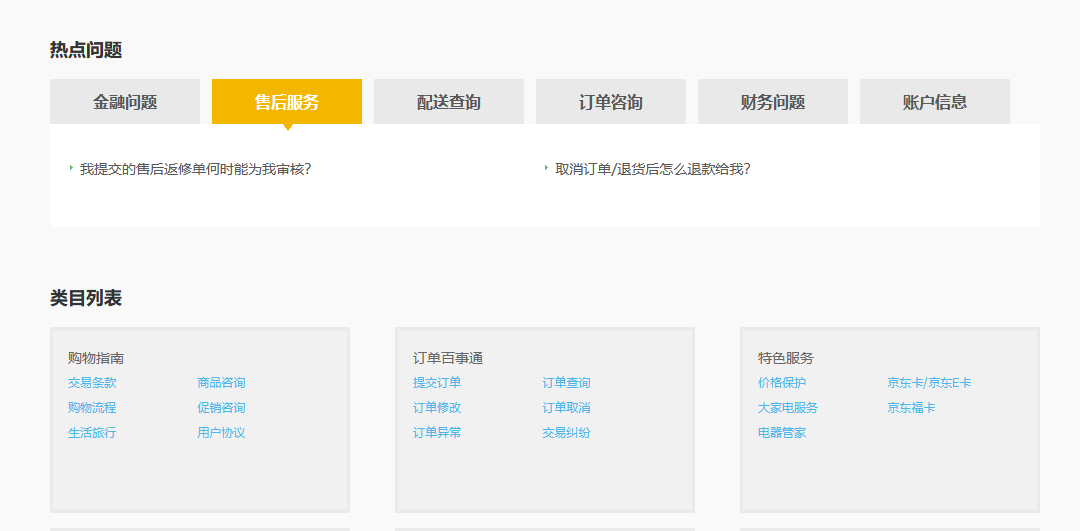 热点问题
金融问题 售后服务 配送查询 订单咨询 财务问题 账户信息
我提交的售后返修单何时能为我审核? 取消订单/退货后怎么退款给我?
类目列表
购物指南
交易条款 商品咨询
购物流程 促销咨询
生活旅行 用户协议
订单百事通
提交订单 订单查询
订单修改 订单取消
订单异常 交易纠纷
特色服务
价格保护 京东卡/京东E卡
大家电服务 京东福卡
电器管家